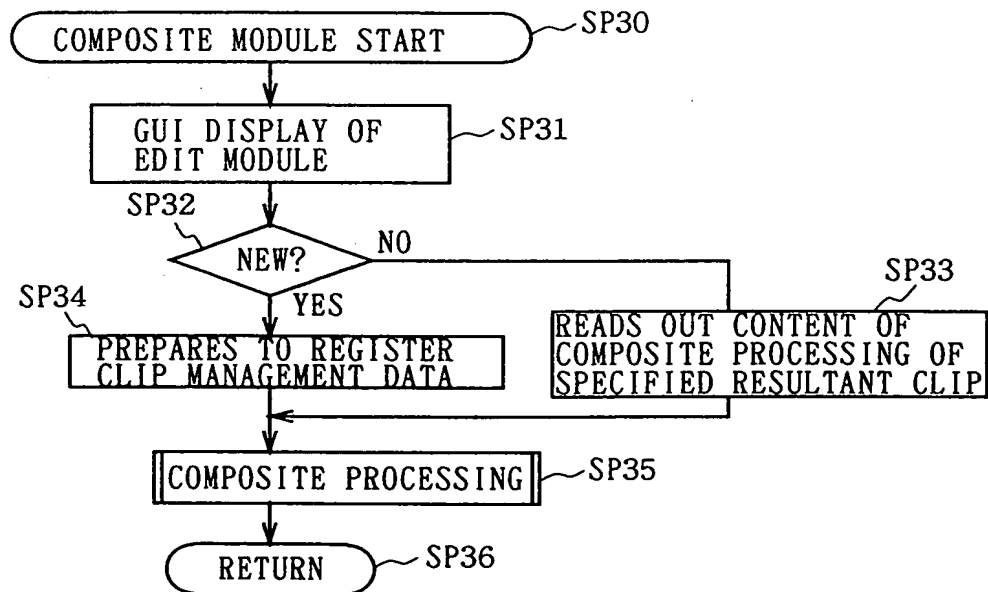 COMPOSITE MODULE START
SP30
GUI DISPLAY OF
EDIT MODULE
SP31
SP32
NEW?
NO
YES
SP33
READS OUT CONTENT OF
COMPOSITE PROCESSING OF
SPECIFIED RESULTANT CLIP
SP34
PREPARES TO REGISTER
CLIP MANAGEMENT DATA
COMPOSITE PROCESSING
SP35
RETURN
SP36